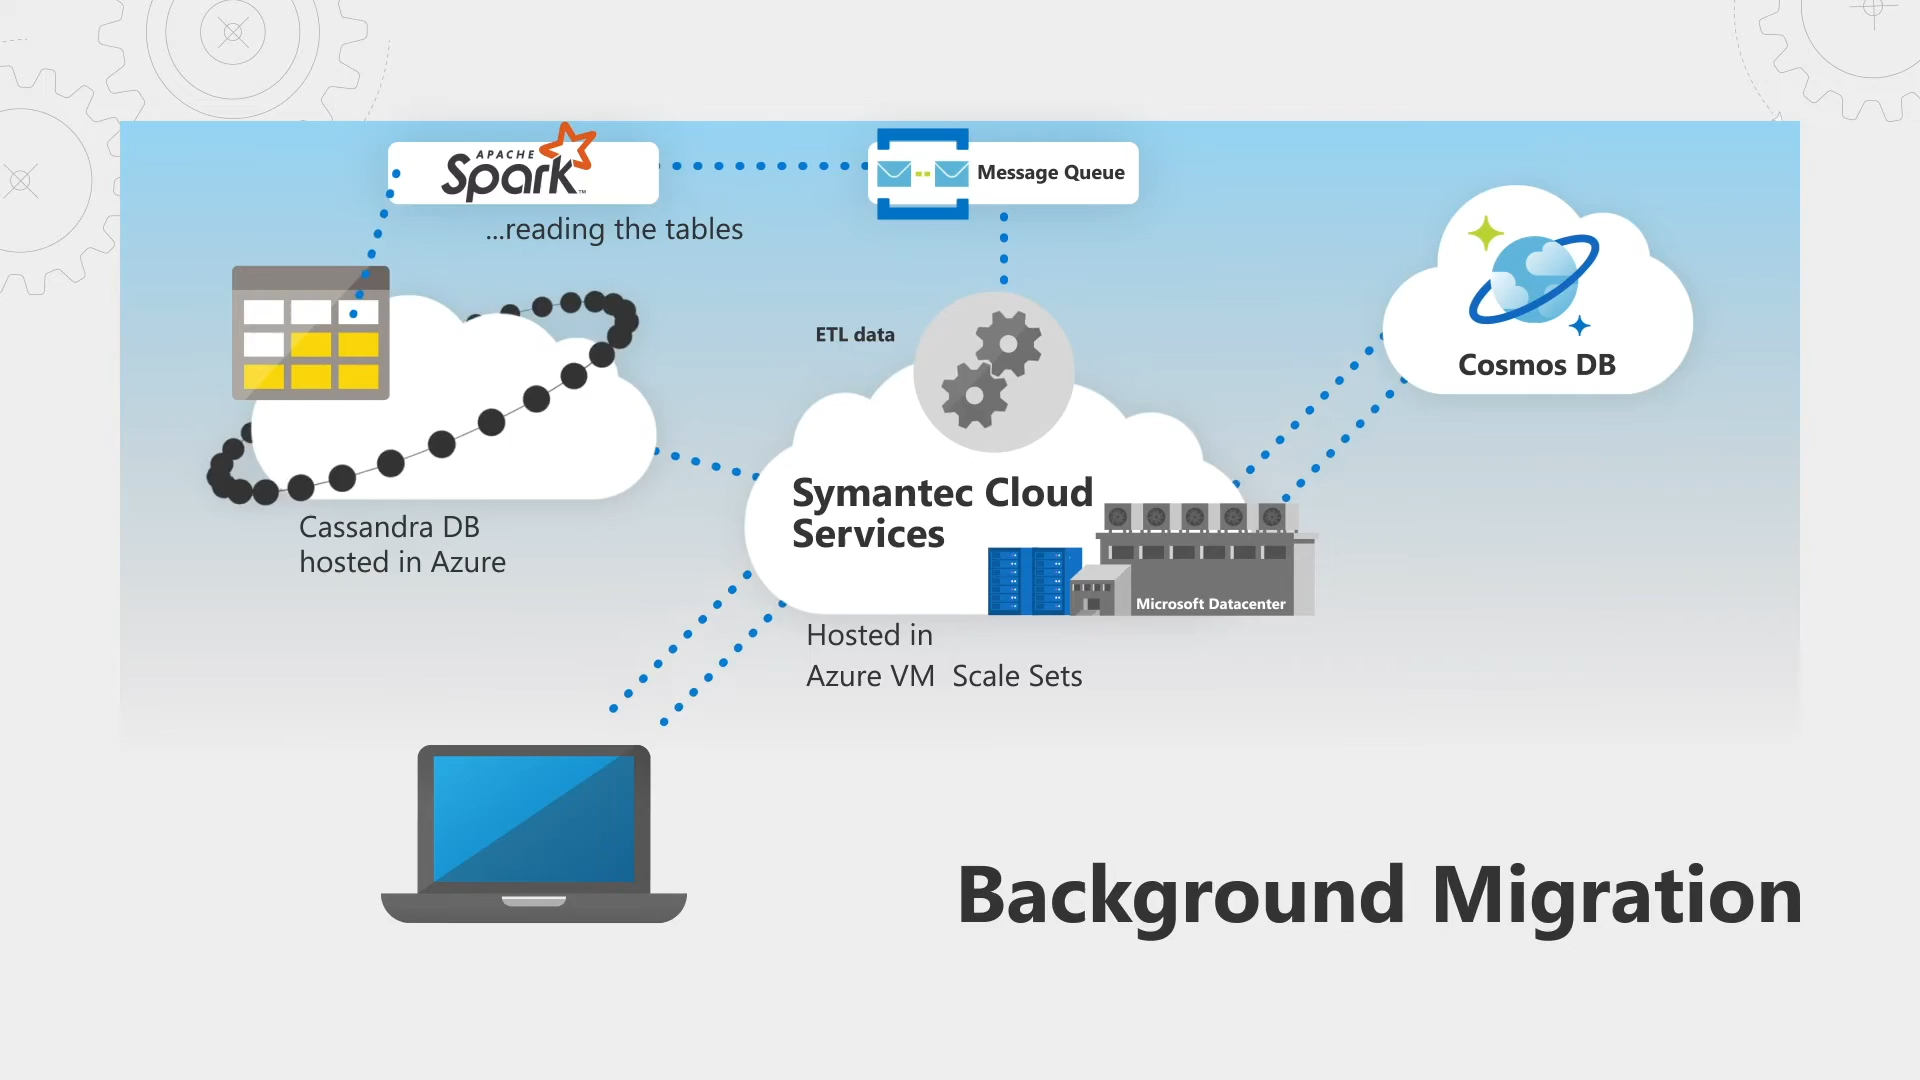 APACHE
Spark™
Message Queue
...reading the tables
ETL data
Cosmos DB
Symantec Cloud
Services
Cassandra DB
hosted in Azure
Microsoft Datacenter
Hosted in
Azure VM  Scale Sets
Background Migration